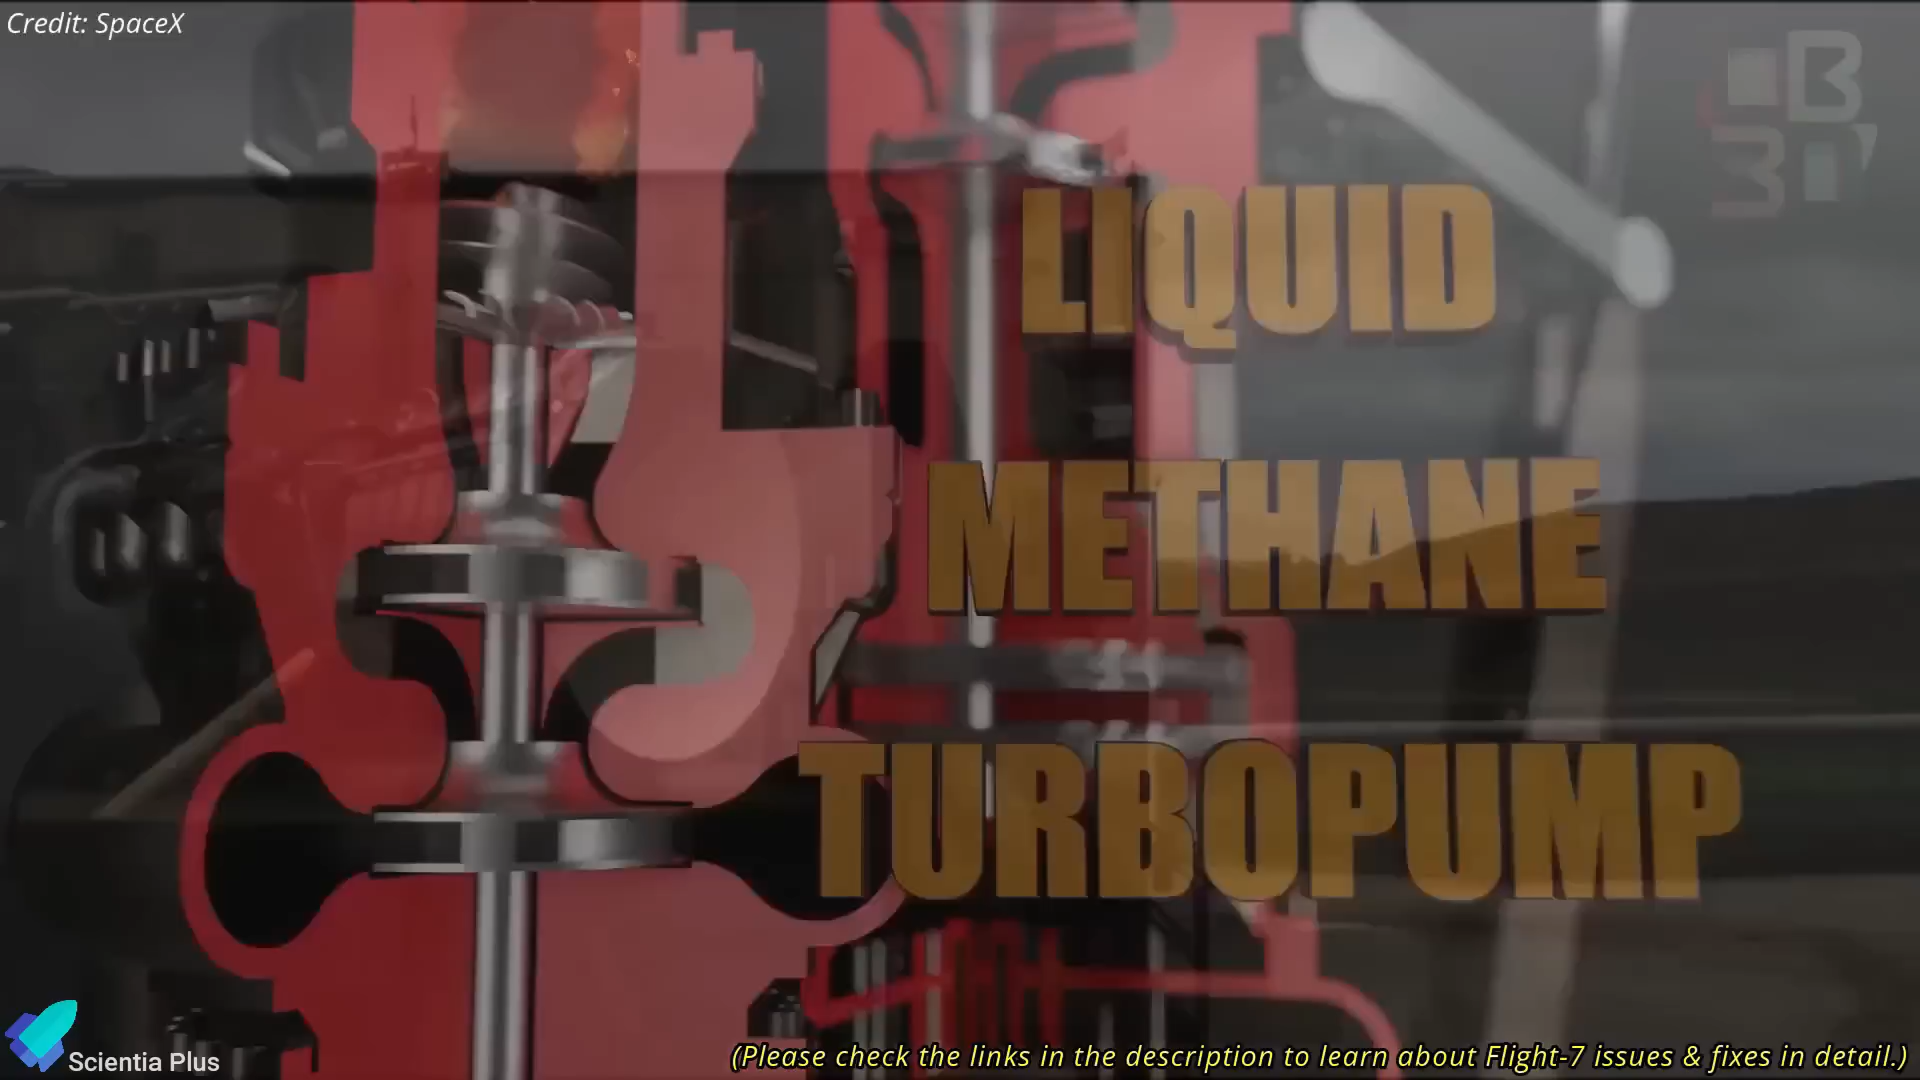 Credit: SpaceX
LIQUID
METHANE
TURBOPUMP
Scientia Plus
(Please check the links in the description to learn about Flight-7 issues & fixes in detail.)